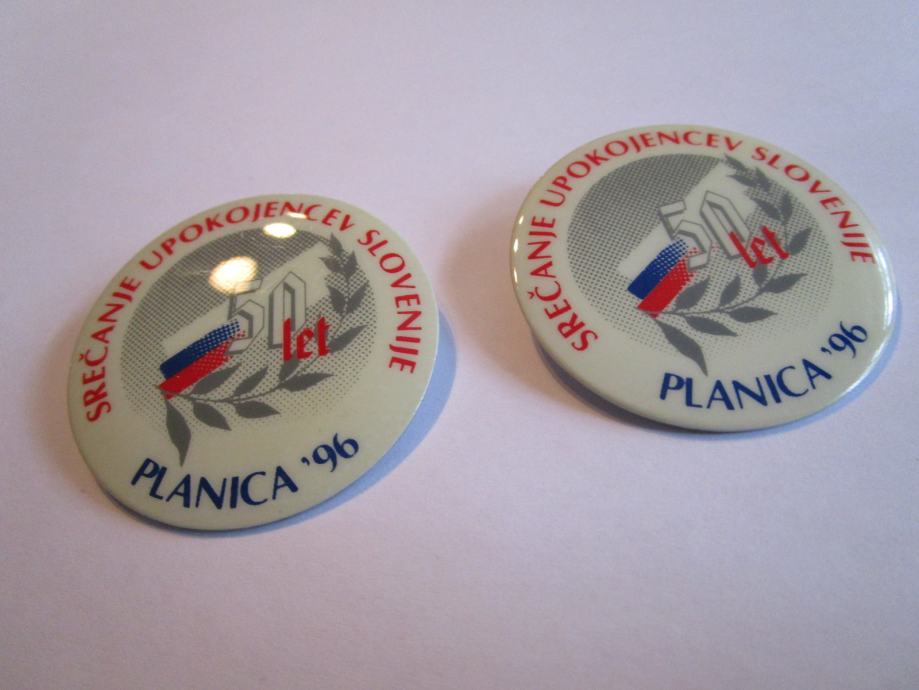 SREČANJE UPOKOJENCEV SLOVENIJE
50
let
PLANICA '96
SREČANJE UPOKOJENCEV SLOVENIJE
50
let
PLANICA '96